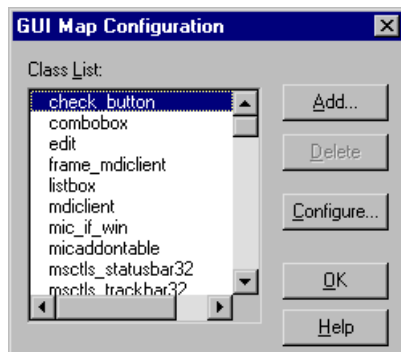 GUI Map Configuration
Class List:
check_button
combobox
edit
frame_mdiclient
listbox
mdiclient
mic_if_win
micaddontable
msctls_statusbar32
msctls_trackbar32
Add...
Delete
Configure...
OK
Help